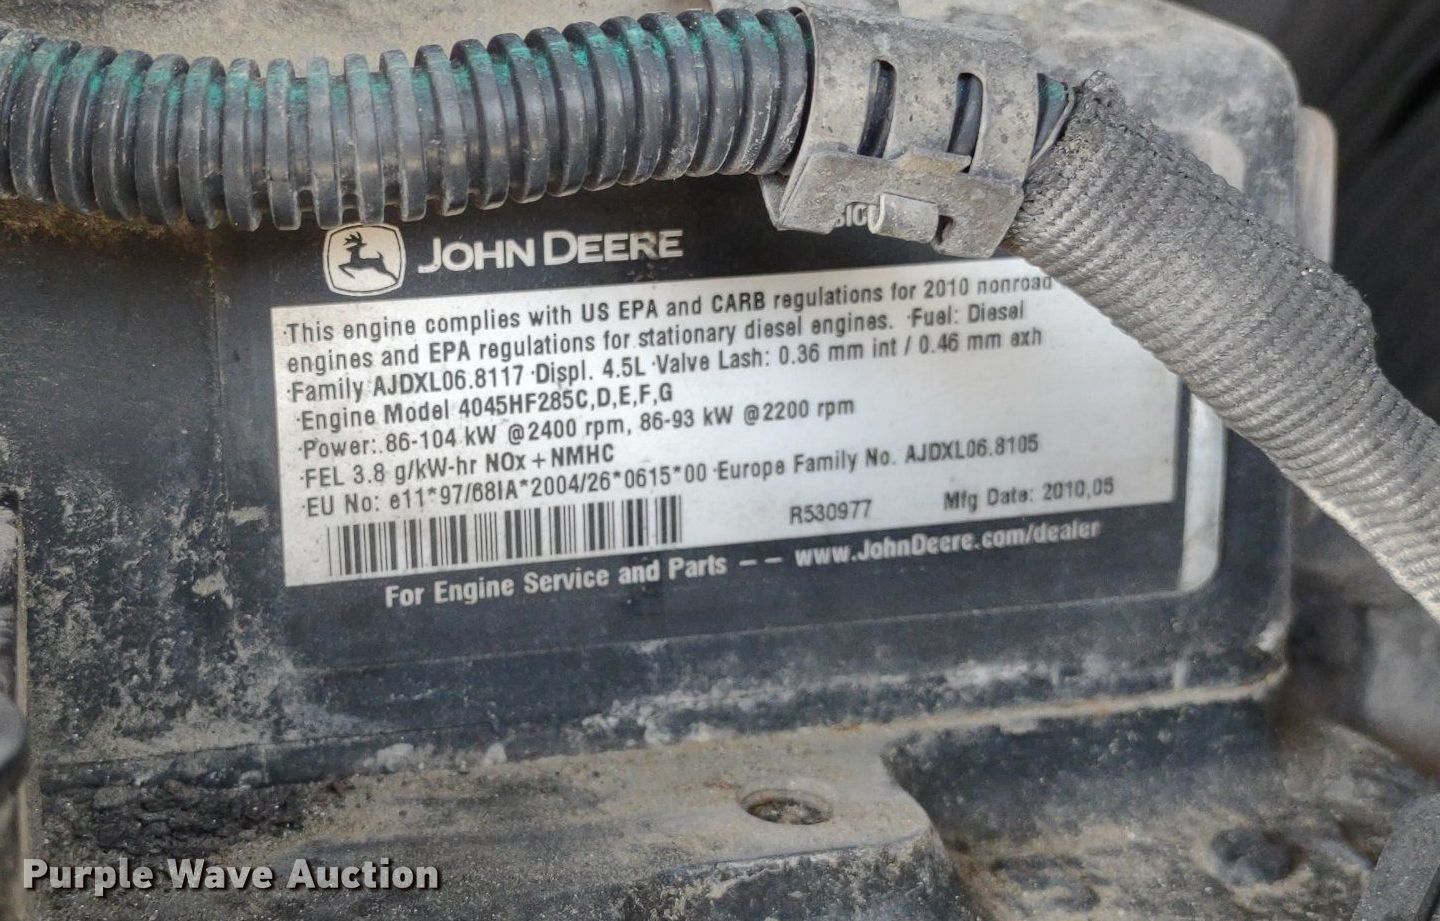 JOHN DEERE
·This engine complies with US EPA and CARB regulations for 2010 nonroad
engines and EPA regulations for stationary diesel engines. ·Fuel: Diesel
·Family AJDXL06.8117 ·Displ. 4.5L ·Valve Lash: 0.36 mm int / 0.46 mm exh
·Engine Model 4045HF285C,D,E,F,G
·Power:. 86-104 kW @2400 rpm, 86-93 kW @2200 rpm
·FEL 3.8 g/kW-hr NOx + NMHC
·EU No: e11*97/68IA*2004/26*0615*00 ·Europe Family No. AJDXL06.8105
R530977 Mfg Date: 2010,05
For Engine Service and Parts -- www.JohnDeere.com/dealer
Purple Wave Auction